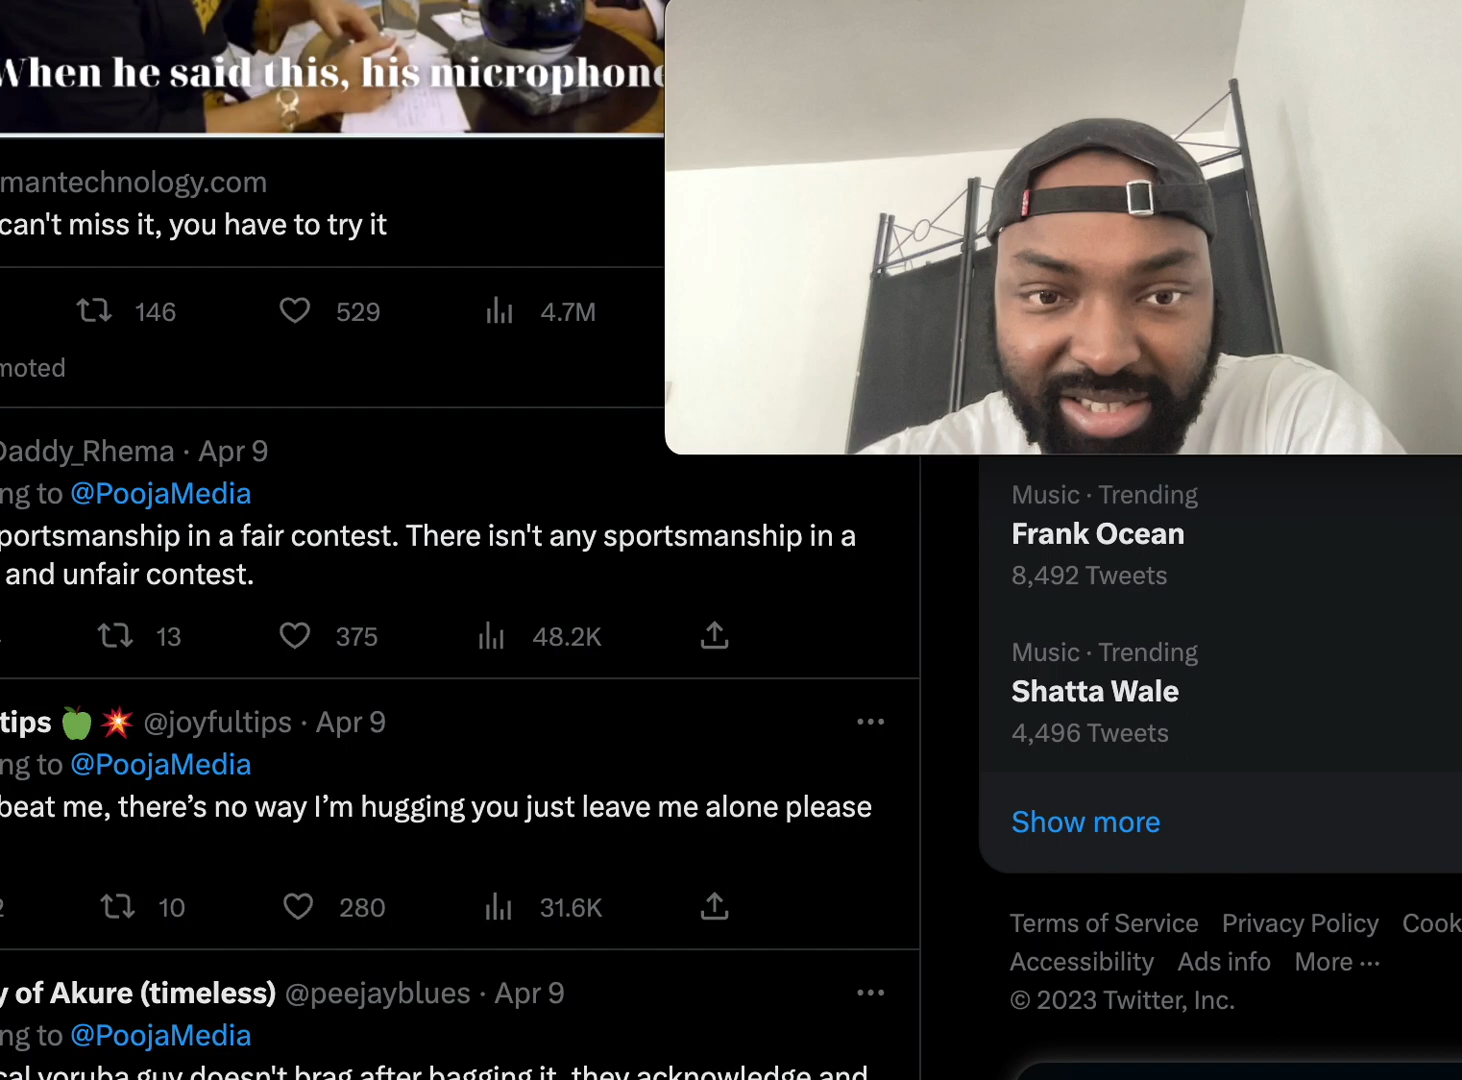 When he said this, his microphone
mantechnology.com
can't miss it, you have to try it
146 529 4.7M
moted
Daddy_Rhema · Apr 9
ng to @PoojaMedia
portsmanship in a fair contest. There isn't any sportsmanship in a
and unfair contest.
13 375 48.2K
tips 🍏 💥 @joyfultips · Apr 9
ng to @PoojaMedia
beat me, there’s no way I’m hugging you just leave me alone please
2 10 280 31.6K
y of Akure (timeless) @peejayblues · Apr 9
ng to @PoojaMedia
cal yoruba guy doesn't brag after bagging it, they acknowledge and
Music · Trending
Frank Ocean
8,492 Tweets
Music · Trending
Shatta Wale
4,496 Tweets
Show more
Terms of Service Privacy Policy Cook
Accessibility Ads info More ···
© 2023 Twitter, Inc.